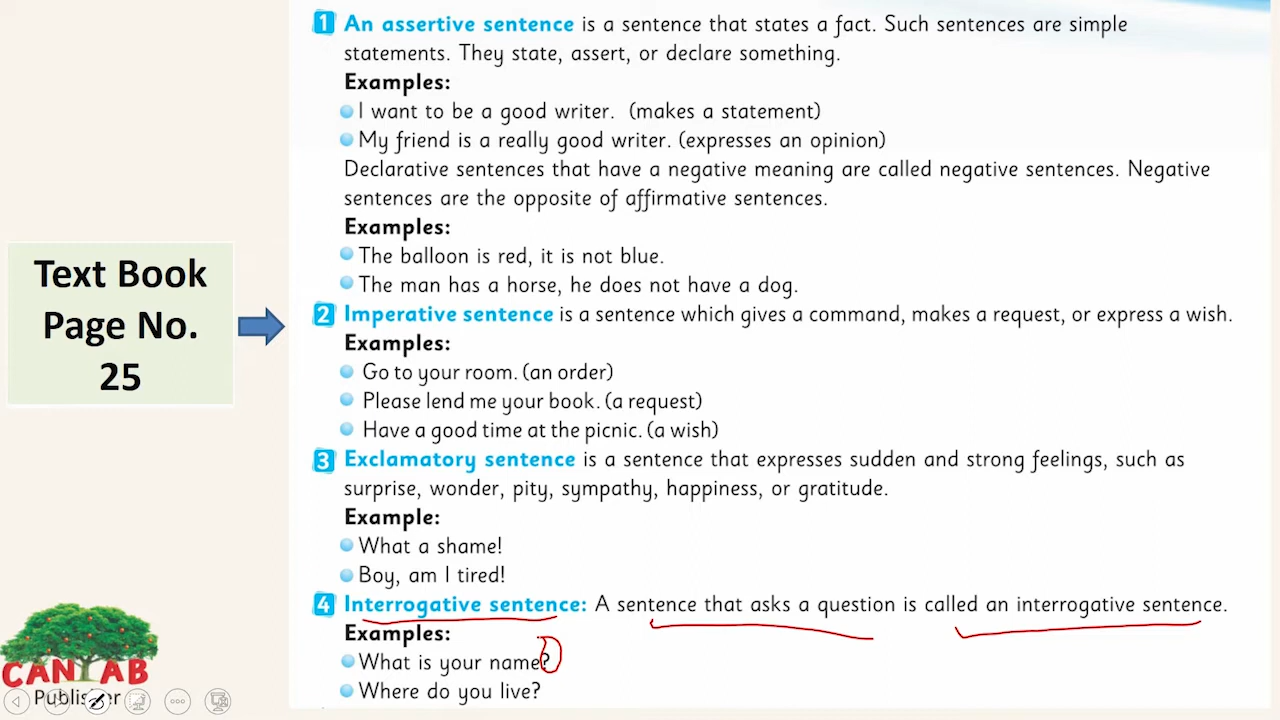 1 An assertive sentence is a sentence that states a fact. Such sentences are simple
statements. They state, assert, or declare something.
Examples:
I want to be a good writer. (makes a statement)
My friend is a really good writer. (expresses an opinion)
Declarative sentences that have a negative meaning are called negative sentences. Negative
sentences are the opposite of affirmative sentences.
Examples:
The balloon is red, it is not blue.
The man has a horse, he does not have a dog.
Text Book
Page No.
25
2 Imperative sentence is a sentence which gives a command, makes a request, or express a wish.
Examples:
Go to your room. (an order)
Please lend me your book. (a request)
Have a good time at the picnic. (a wish)
3 Exclamatory sentence is a sentence that expresses sudden and strong feelings, such as
surprise, wonder, pity, sympathy, happiness, or gratitude.
Example:
What a shame!
Boy, am I tired!
4 Interrogative sentence: A sentence that asks a question is called an interrogative sentence.
Examples:
What is your name?
Where do you live?
CANTAB
Publisher